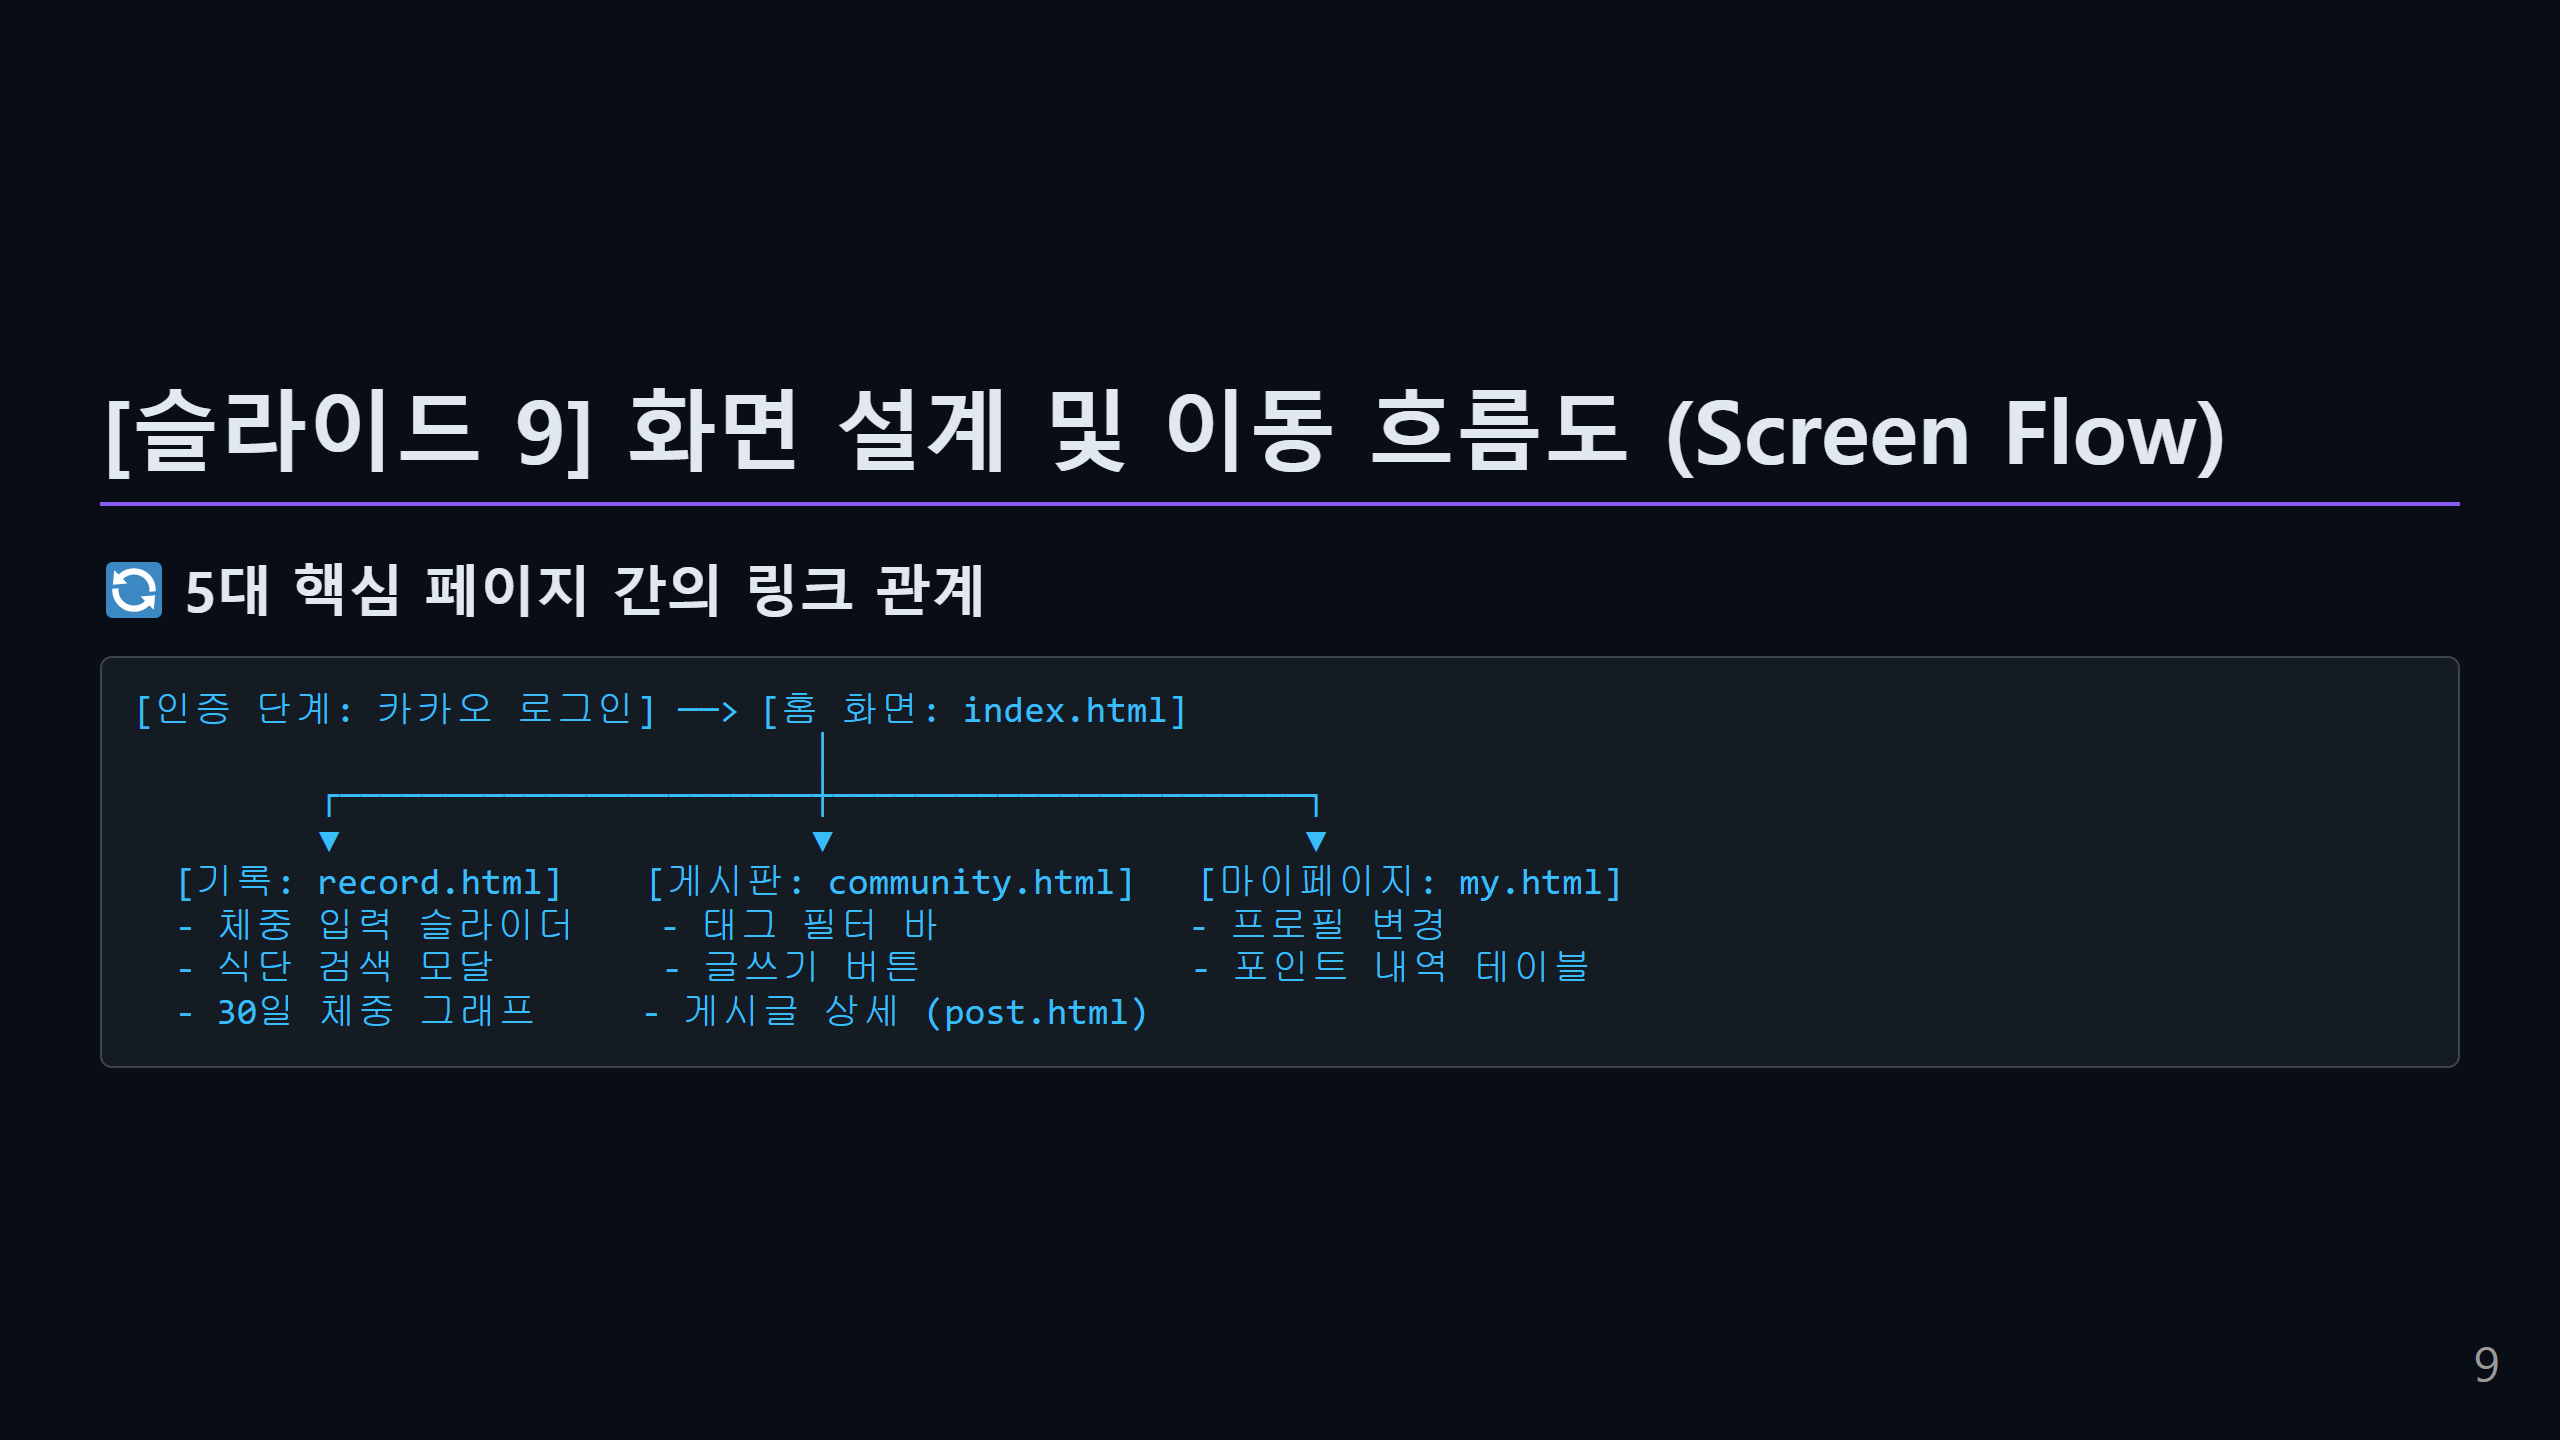 [슬라이드 9] 화면 설계 및 이동 흐름도 (Screen Flow)
🔄 5대 핵심 페이지 간의 링크 관계
[인증 단계: 카카오 로그인] ──> [홈 화면: index.html]
[기록: record.html] [게시판: community.html] [마이페이지: my.html]
- 체중 입력 슬라이더 - 태그 필터 바 - 프로필 변경
- 식단 검색 모달 - 글쓰기 버튼 - 포인트 내역 테이블
- 30일 체중 그래프 - 게시글 상세 (post.html)
9